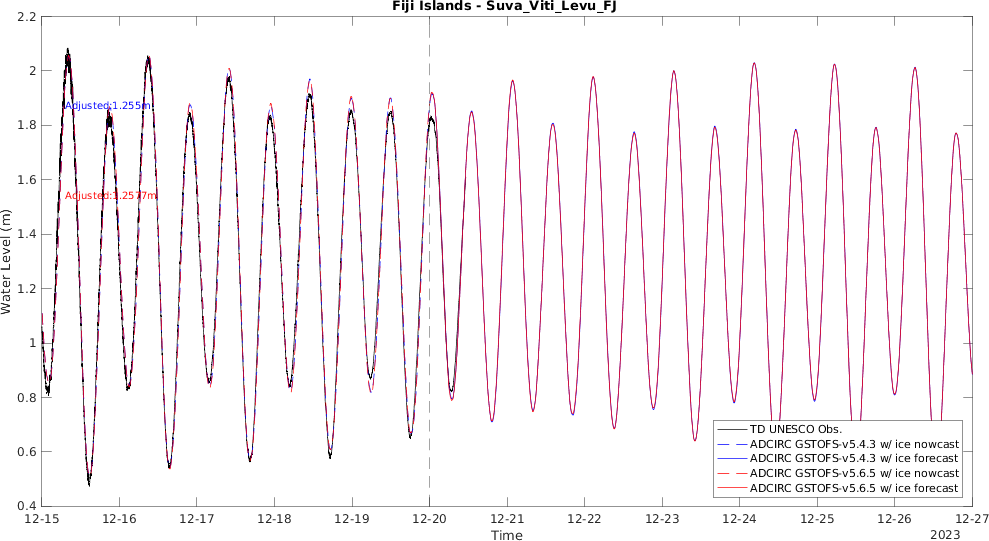 Fiji Islands - Suva_Viti_Levu_FJ
2.2
2
1.8
1.6
1.4
1.2
1
0.8
0.6
0.4
Water Level (m)
Adjusted:1.255m
Adjusted:1.2577m
TD UNESCO Obs.
ADCIRC GSTOFS-v5.4.3 w/ ice nowcast
ADCIRC GSTOFS-v5.4.3 w/ ice forecast
ADCIRC GSTOFS-v5.6.5 w/ ice nowcast
ADCIRC GSTOFS-v5.6.5 w/ ice forecast
12-15 12-16 12-17 12-18 12-19 12-20 12-21 12-22 12-23 12-24 12-25 12-26 12-27
Time
2023